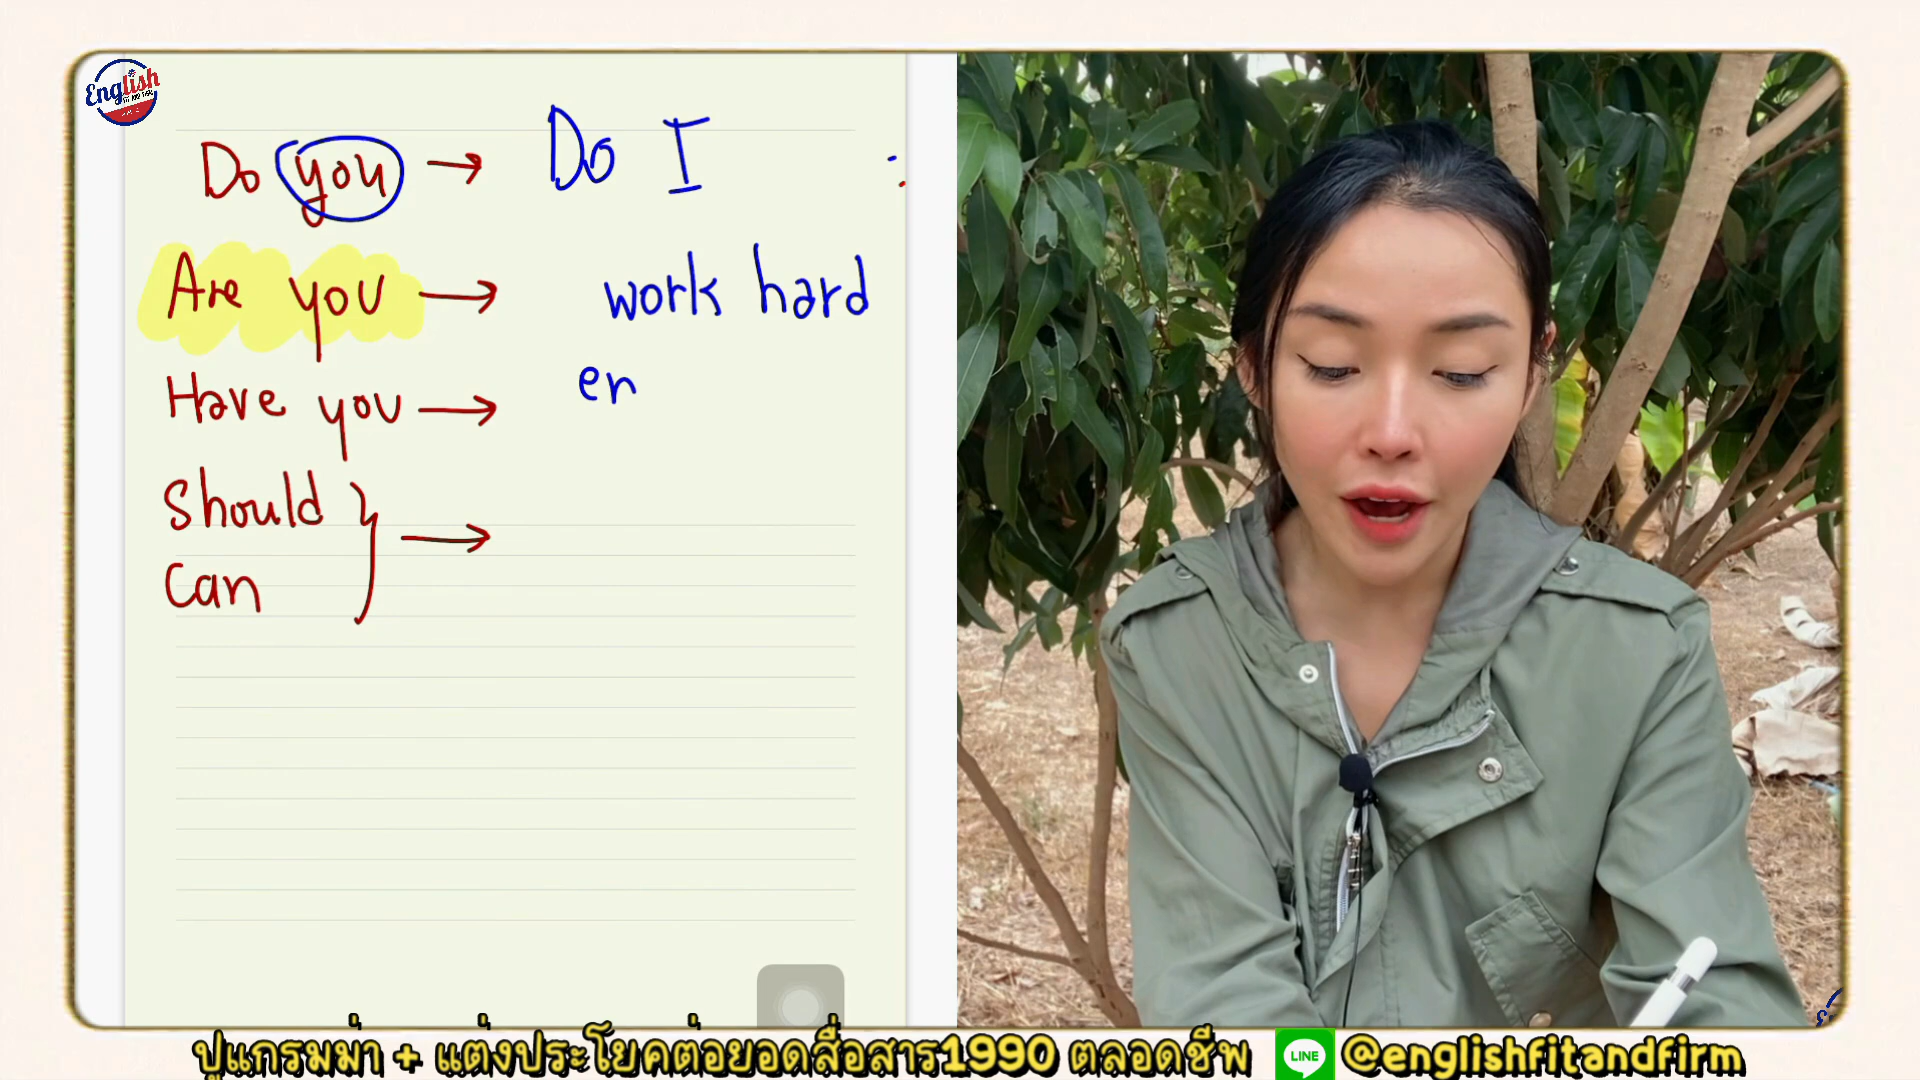 English
Do you → Do I
Are you → work hard
Have you → en
Should
Can } →
ปูแกรมม่า + แต่งประโยคต่อยอดสื่อสาร1990 ตลอดชีพ
LINE @englishfitandfirm